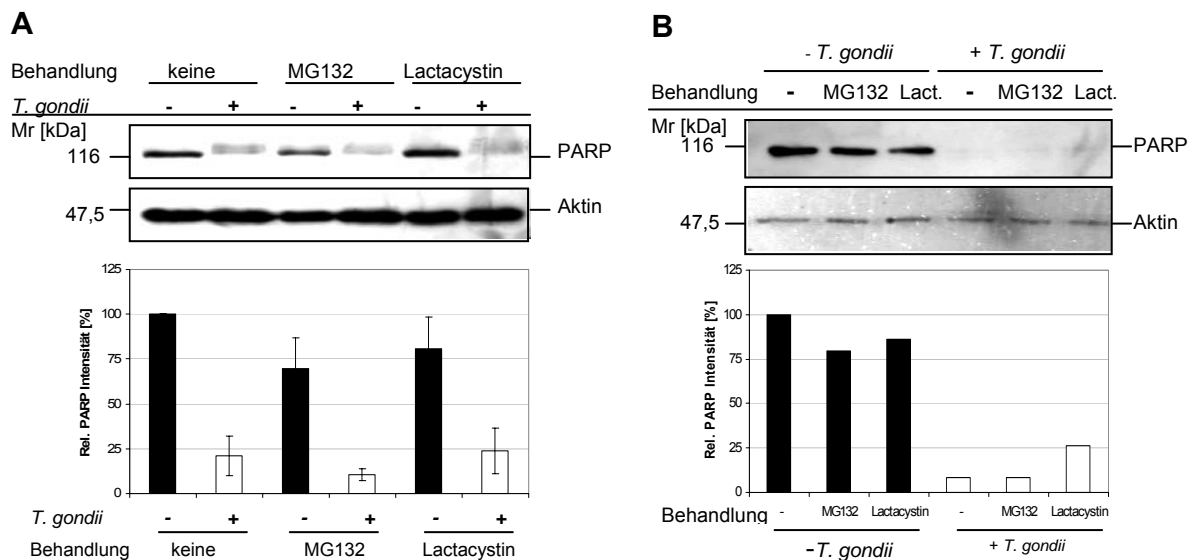 A
Behandlung keine MG132 Lactacystin
T. gondii - + - + - +
Mr [kDa]
116 PARP
47,5 Aktin
Rel. PARP Intensität [%]
125
100
75
50
25
0
T. gondii - + - + - +
Behandlung keine MG132 Lactacystin
B
- T. gondii + T. gondii
Behandlung - MG132 Lact. - MG132 Lact.
Mr [kDa]
116 PARP
47,5 Aktin
Rel. PARP Intensität [%]
125
100
75
50
25
0
- MG132 Lactacystin - MG132 Lactacystin
Behandlung
- T. gondii + T. gondii